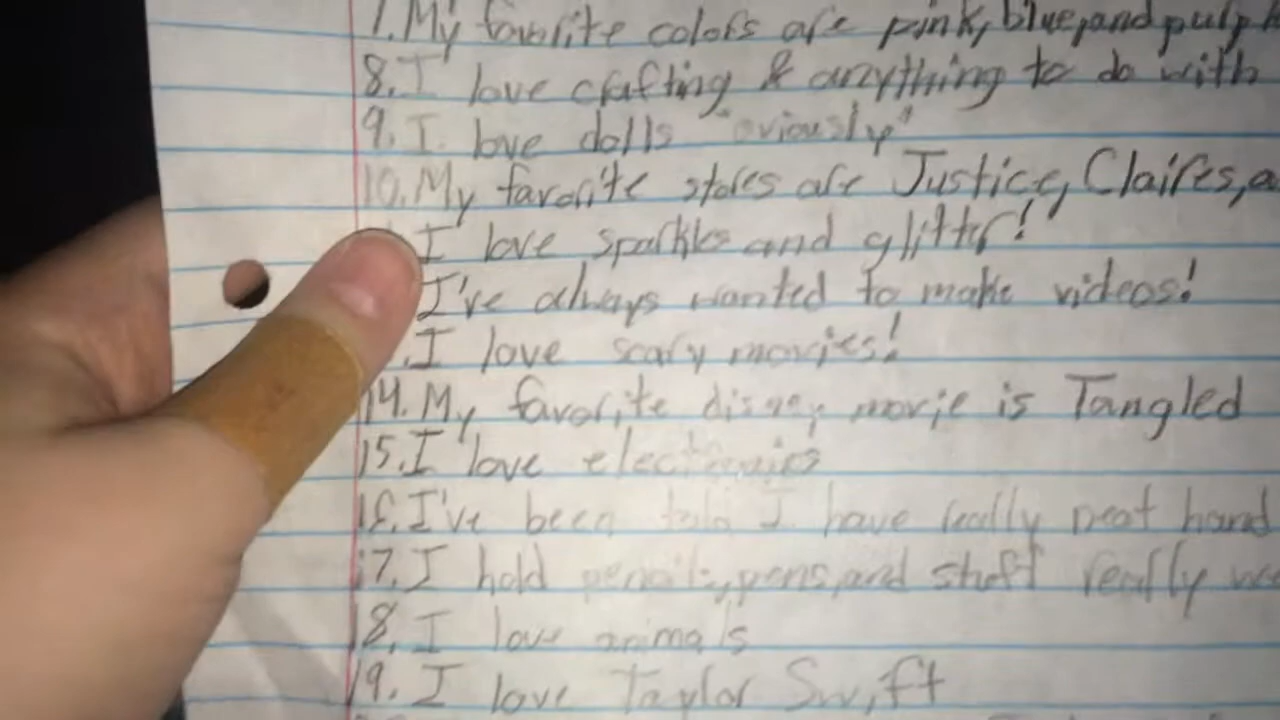 7. My favorite colors are pink, blue, and purp
8. I love crafting & anything to do with
9. I love dolls "oviously"
10. My favorite stores are Justice, Claires, a
I love sparkles and glitter!
I've always wanted to make videos!
. I love scary movies!
14. My favorite disney movie is Tangled
15. I love electronics
16. I've been told I have really neat hand
17. I hold pencils, pens, and stuff really we
18. I love animals
19. I love Taylor Swift